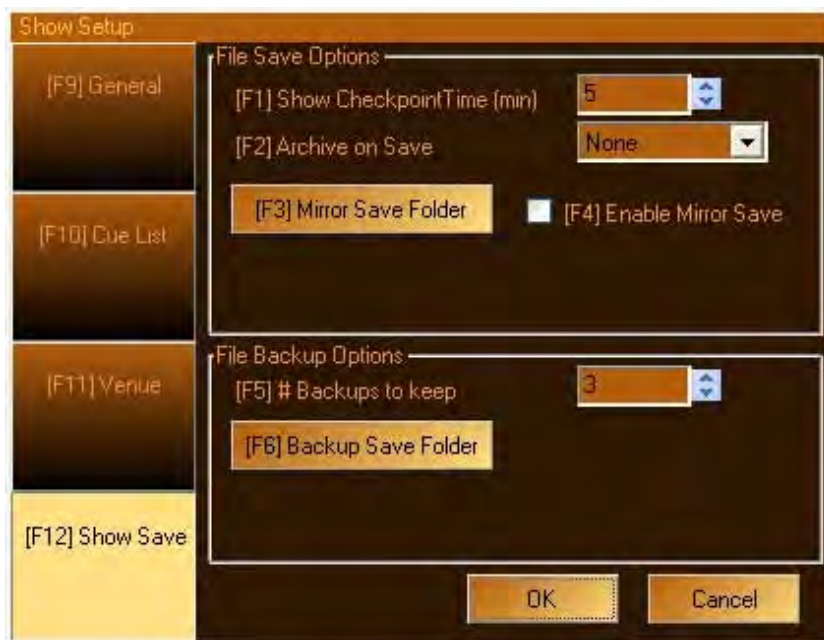 Show Setup
[F9] General
[F10] Cue List
[F11] Venue
[F12] Show Save
File Save Options
[F1] Show CheckpointTime (min)
5
[F2] Archive on Save
None
[F3] Mirror Save Folder
[F4] Enable Mirror Save
File Backup Options
[F5] # Backups to keep
3
[F6] Backup Save Folder
OK
Cancel